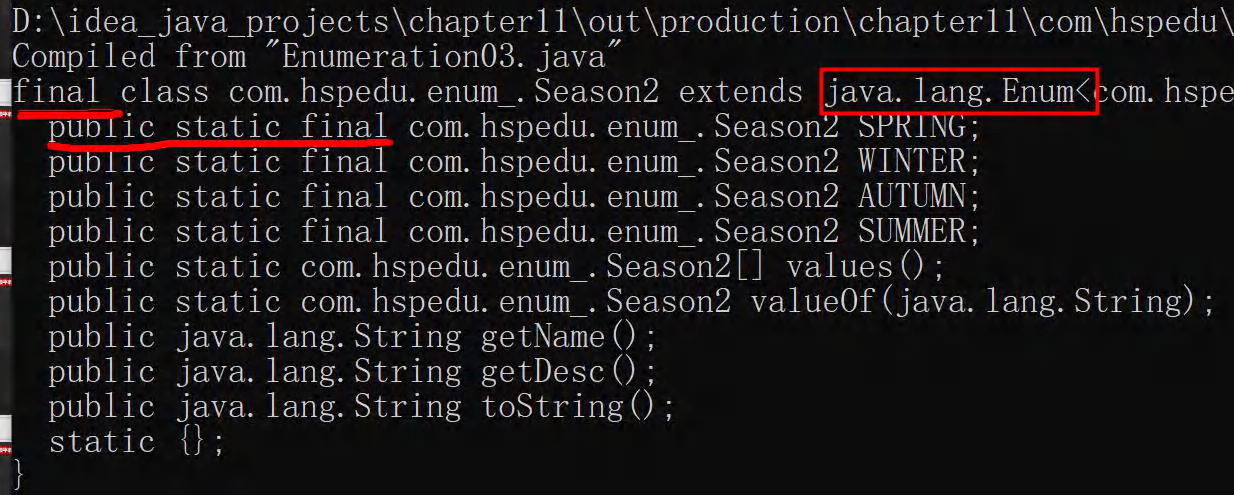 D:\idea_java_projects\chapter11\out\production\chapter11\com\hspedu\
Compiled from "Enumeration03.java"
final class com.hspedu.enum_.Season2 extends java.lang.Enum<com.hspe
  public static final com.hspedu.enum_.Season2 SPRING;
  public static final com.hspedu.enum_.Season2 WINTER;
  public static final com.hspedu.enum_.Season2 AUTUMN;
  public static final com.hspedu.enum_.Season2 SUMMER;
  public static com.hspedu.enum_.Season2[] values();
  public static com.hspedu.enum_.Season2 valueOf(java.lang.String);
  public java.lang.String getName();
  public java.lang.String getDesc();
  public java.lang.String toString();
  static {};
}